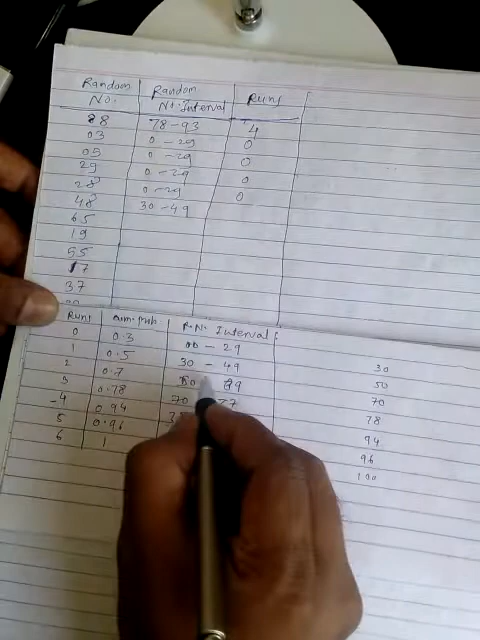 Random Random Runs
No. No. Interval
88 78-93 4
03 0-29 0
05 0-29 0
29 0-29 0
28 0-29 0
48 30-49
65
19
55
17
37
Runs Cum. prob. R.N. Interval
0 0.3 00-29 30
1 0.5 30-49 50
2 0.7 50 69 70
3 0.78 70 77 78
4 0.94 94
5 0.96 96
6 1 100